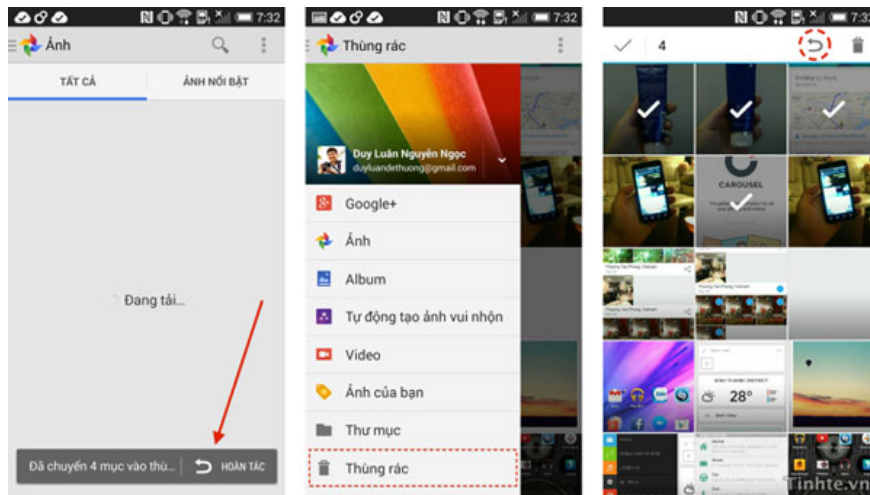 7:32
Ảnh
TẤT CẢ
ẢNH NỔI BẬT
Đang tải...
Đã chuyển 4 mục vào thù...
HOÀN TÁC
7:32
Thùng rác
Duy Luân Nguyễn Ngọc
duyluandethuong@gmail.com
Google+
Ảnh
Album
Tự động tạo ảnh vui nhộn
Video
Ảnh của bạn
Thư mục
Thùng rác
7:32
4
CAROUSEL
28°
Tinhte.vn